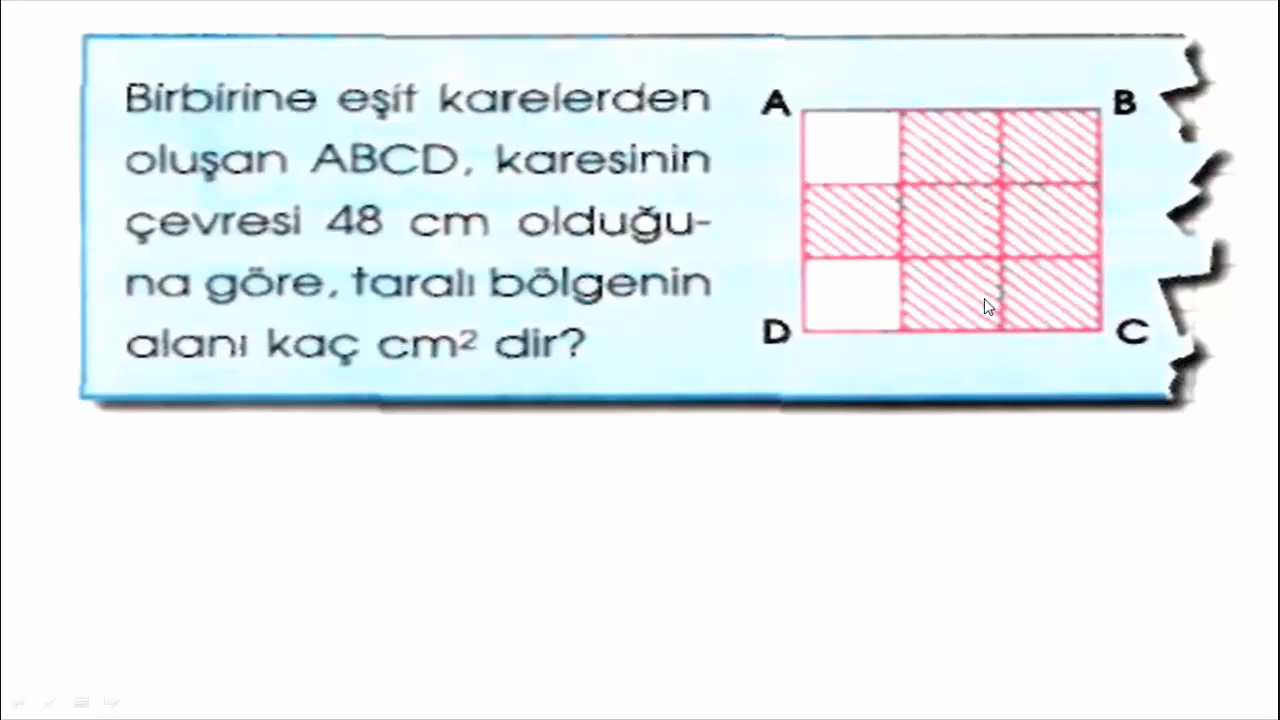 Birbirine eşit karelerden
oluşan ABCD, karesinin
çevresi 48 cm olduğu-
na göre, taralı bölgenin
alanı kaç cm² dir?
A
B
D
C